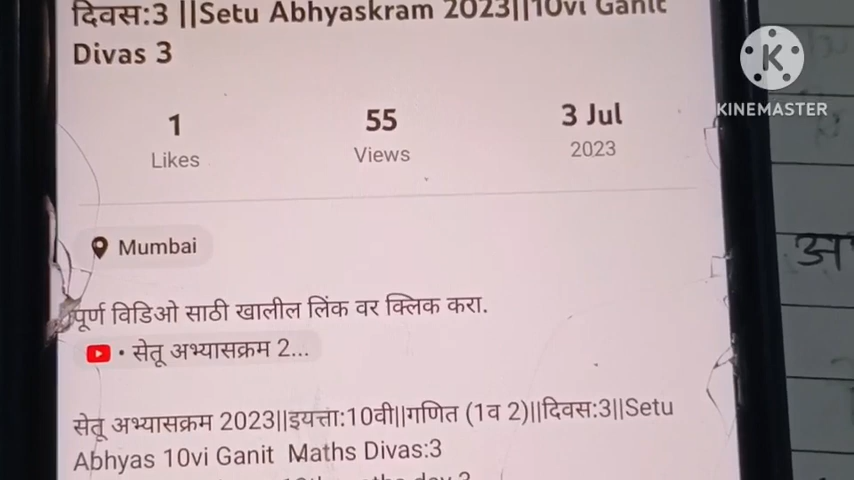 दिवस:3 ||Setu Abhyaskram 2023||10vi Ganit
Divas 3
KINEMASTER
1
Likes
55
Views
3 Jul
2023
Mumbai
पूर्ण विडिओ साठी खालील लिंक वर क्लिक करा.
• सेतू अभ्यासक्रम 2...
सेतू अभ्यासक्रम 2023||इयत्ता:10वी||गणित (1व 2)||दिवस:3||Setu
Abhyas 10vi Ganit Maths Divas:3